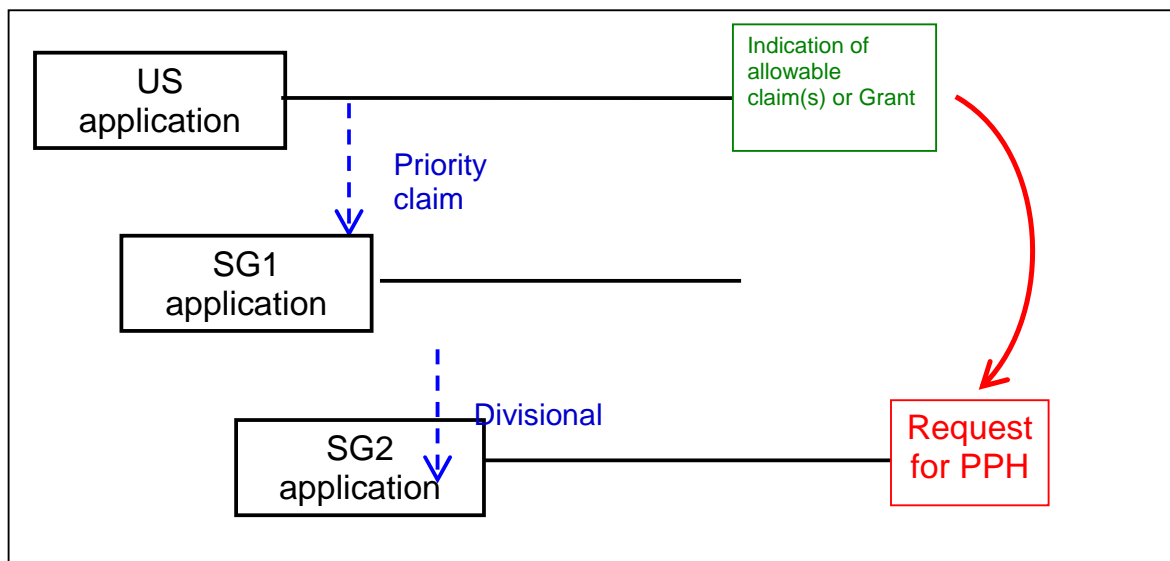 US
application
Indication of
allowable
claim(s) or Grant
Priority
claim
SG1
application
Divisional
SG2
application
Request
for PPH